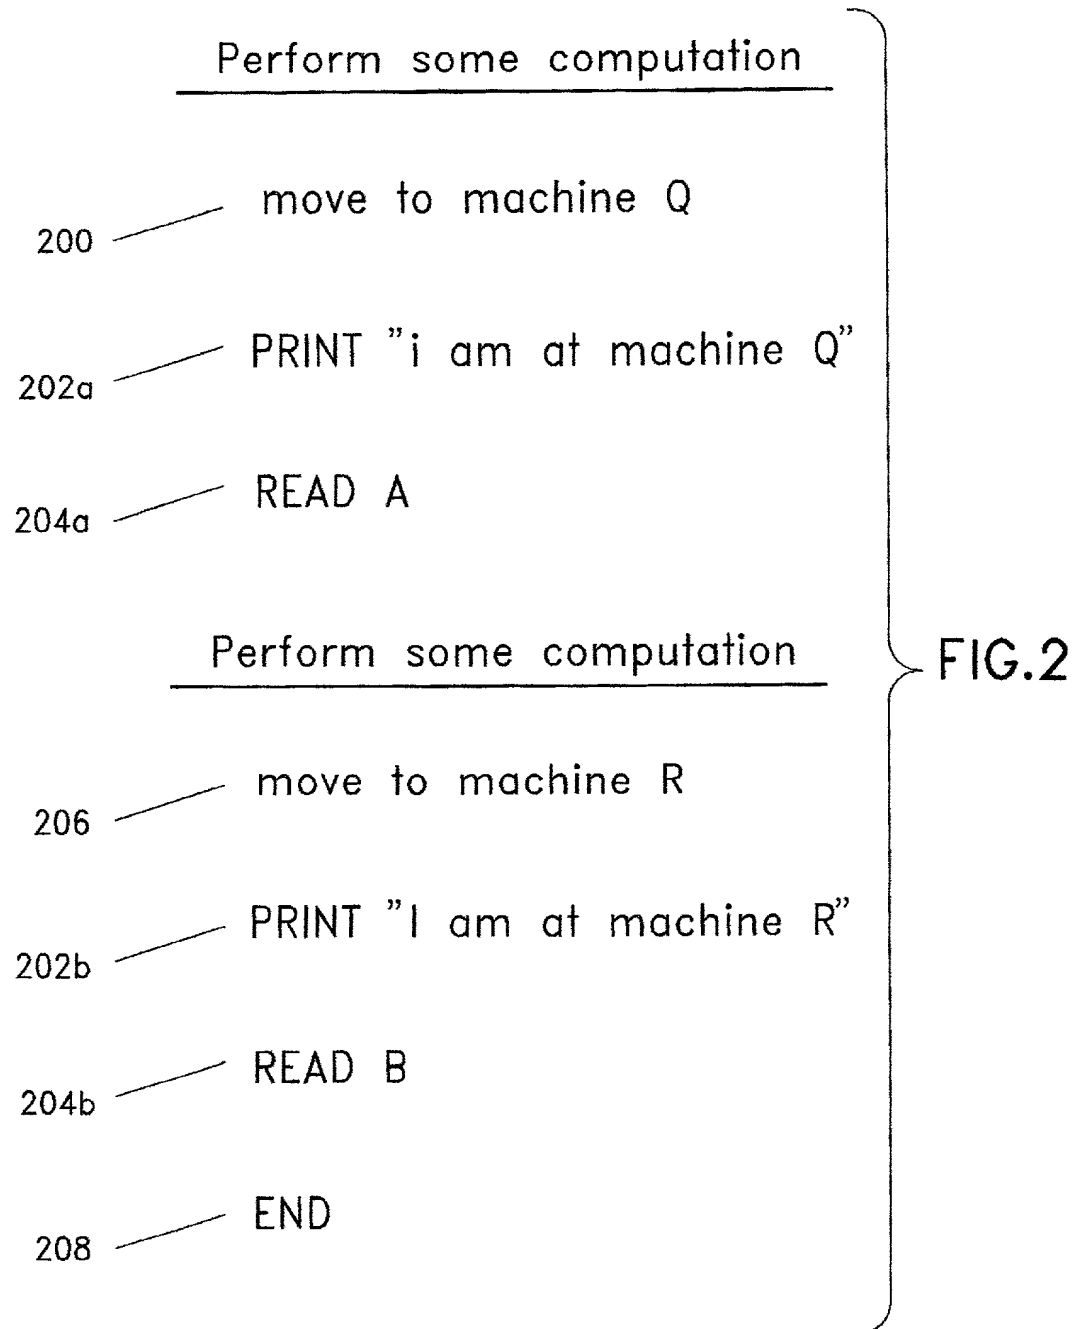 Perform some computation
200 move to machine Q
202a PRINT ”i am at machine Q”
204a READ A
Perform some computation
FIG.2
206 move to machine R
202b PRINT ”I am at machine R”
204b READ B
208 END